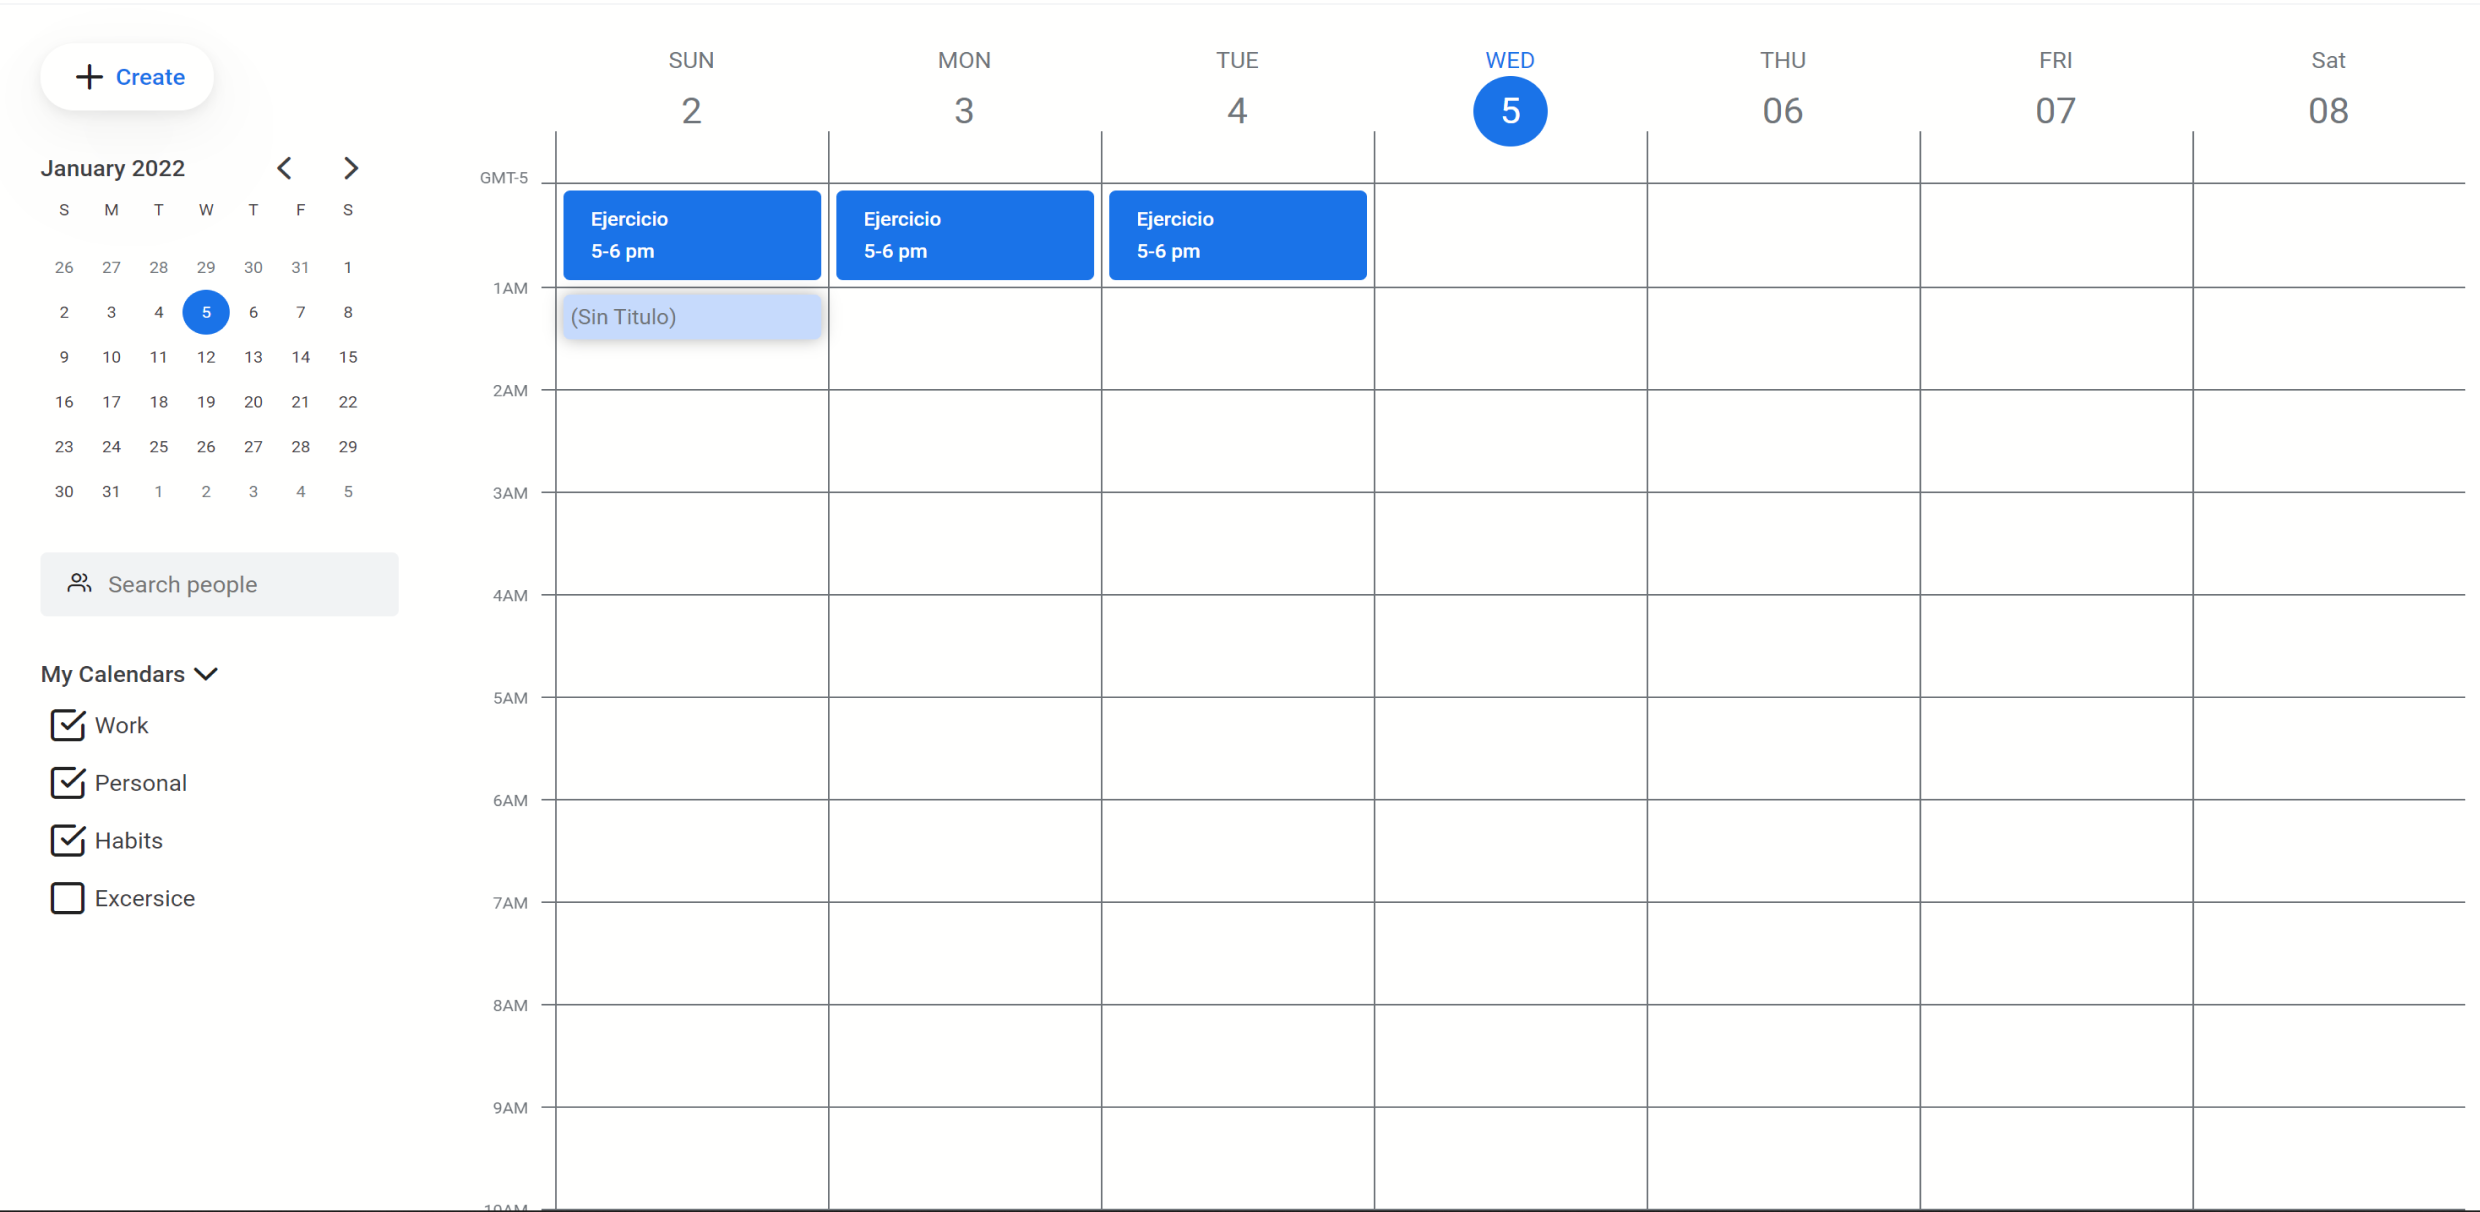 Create
January 2022
S M T W T F S
26 27 28 29 30 31 1
2 3 4 5 6 7 8
9 10 11 12 13 14 15
16 17 18 19 20 21 22
23 24 25 26 27 28 29
30 31 1 2 3 4 5
Search people
My Calendars
Work
Personal
Habits
Excersice
SUN MON TUE WED THU FRI Sat
2 3 4 5 06 07 08
GMT-5
Ejercicio
5-6 pm
Ejercicio
5-6 pm
Ejercicio
5-6 pm
1AM
(Sin Titulo)
2AM
3AM
4AM
5AM
6AM
7AM
8AM
9AM
10AM